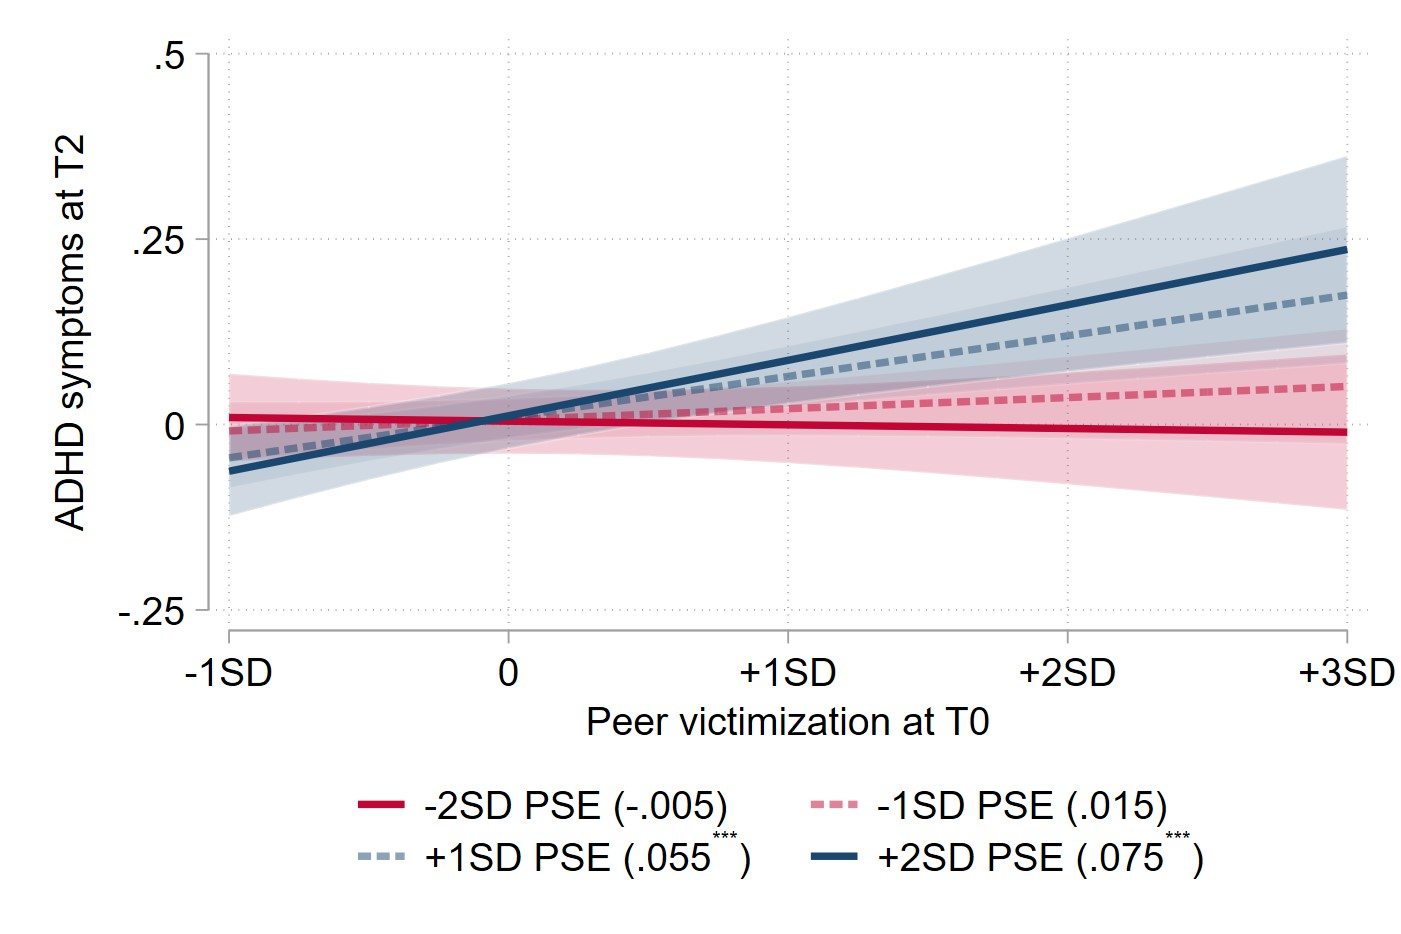 .5
.25
0
-.25
ADHD symptoms at T2
-1SD 0 +1SD +2SD +3SD
Peer victimization at T0
-2SD PSE (-.005) -1SD PSE (.015)
+1SD PSE (.055***) +2SD PSE (.075***)